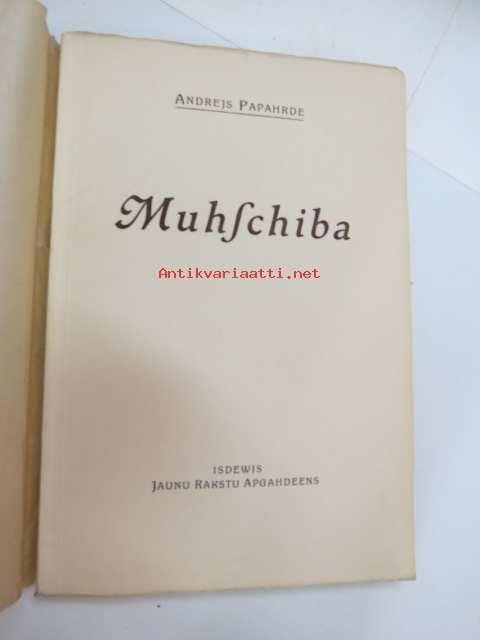 ANDREJS PAPAHRDE
Muhſchiba
Antikvariaatti.net
ISDEWIS
JAUNU RAKSTU APGAHDEENS